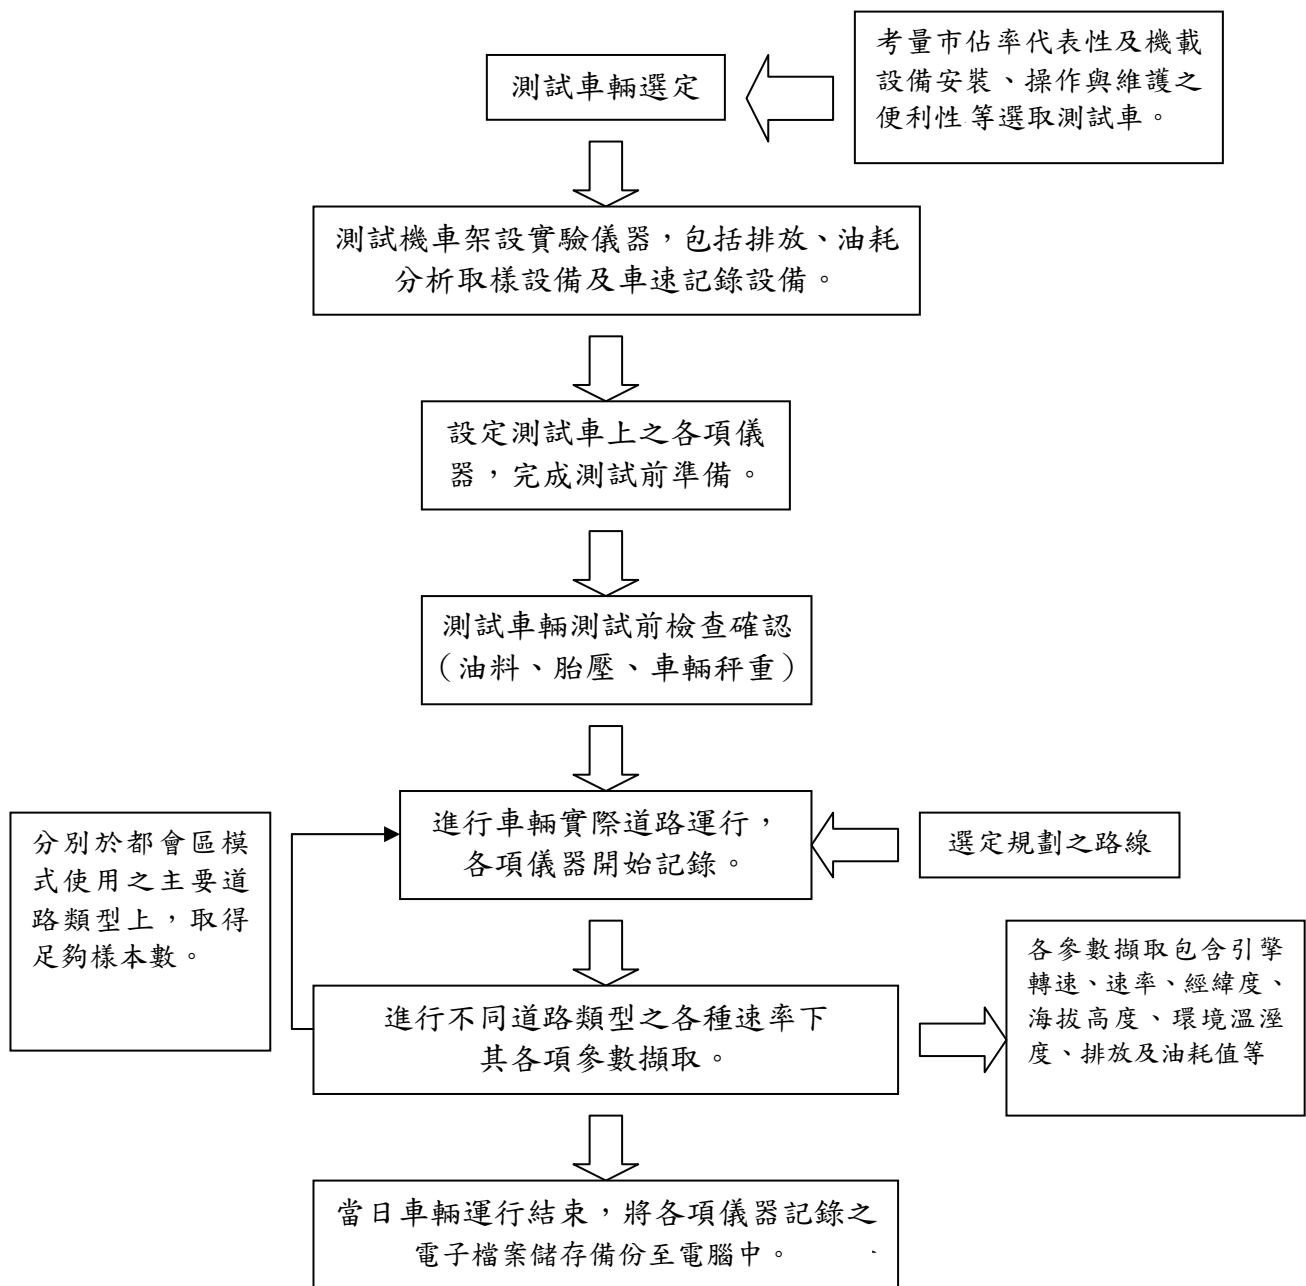 測試車輛選定
考量市佔率代表性及機載
設備安裝、操作與維護之
便利性等選取測試車。
測試機車架設實驗儀器，包括排放、油耗
分析取樣設備及車速記錄設備。
設定測試車上之各項儀
器，完成測試前準備。
測試車輛測試前檢查確認
（油料、胎壓、車輛秤重）
分別於都會區模
式使用之主要道
路類型上，取得
足夠樣本數。
進行車輛實際道路運行，
各項儀器開始記錄。
選定規劃之路線
進行不同道路類型之各種速率下
其各項參數擷取。
各參數擷取包含引擎
轉速、速率、經緯度、
海拔高度、環境溫溼
度、排放及油耗值等
當日車輛運行結束，將各項儀器記錄之
電子檔案儲存備份至電腦中。